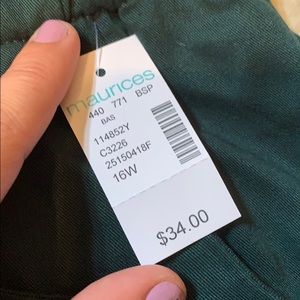 maurices
440 771 BSP
BAS
114852Y
C3226
25150418F
16W
$34.00